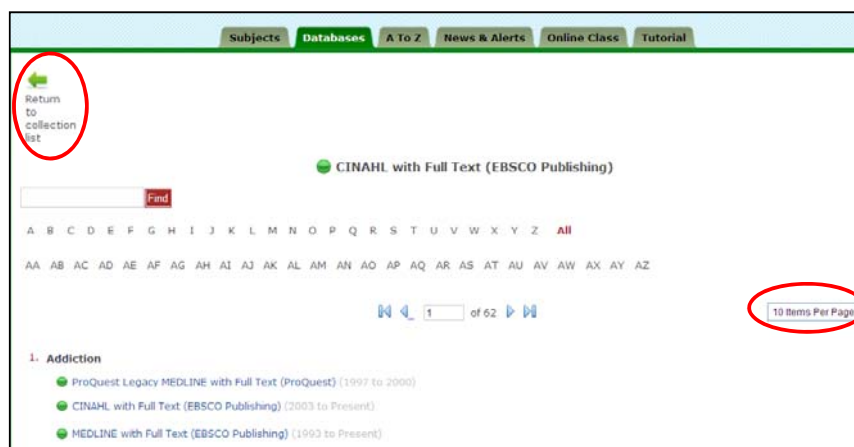 Subjects Databases A To Z News & Alerts Online Class Tutorial
Return
to
collection
list
CINAHL with Full Text (EBSCO Publishing)
Find
A B C D E F G H I J K L M N O P Q R S T U V W X Y Z All
AA AB AC AD AE AF AG AH AI AJ AK AL AM AN AO AP AQ AR AS AT AU AV AW AX AY AZ
1 of 62
10 Items Per Page
1. Addiction
ProQuest Legacy MEDLINE with Full Text (ProQuest) (1997 to 2000)
CINAHL with Full Text (EBSCO Publishing) (2003 to Present)
MEDLINE with Full Text (EBSCO Publishing) (1993 to Present)